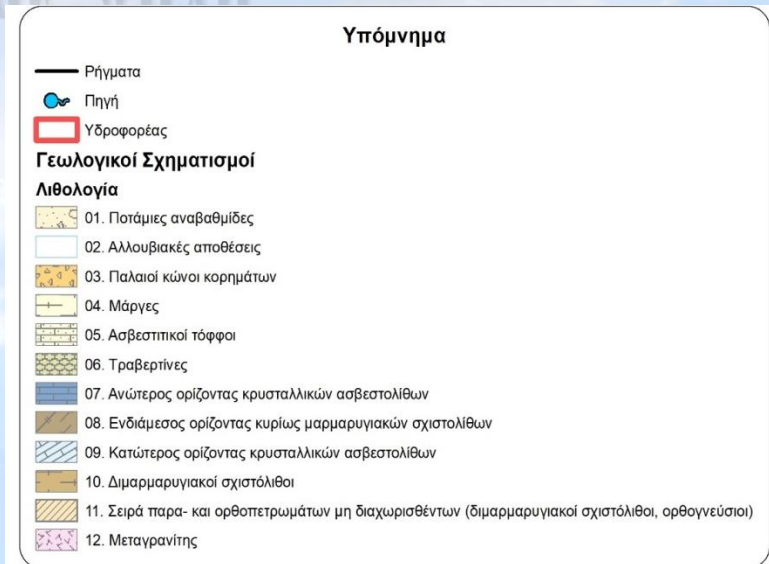 Υπόμνημα
Ρήγματα
Πηγή
Υδροφορέας
Γεωλογικοί Σχηματισμοί
Λιθολογία
01. Ποτάμιες αναβαθμίδες
02. Αλλουβιακές αποθέσεις
03. Παλαιοί κώνοι κορημάτων
04. Μάργες
05. Ασβεστιτικοί τόφφοι
06. Τραβερτίνες
07. Ανώτερος ορίζοντας κρυσταλλικών ασβεστολίθων
08. Ενδιάμεσος ορίζοντας κυρίως μαρμαρυγιακών σχιστολίθων
09. Κατώτερος ορίζοντας κρυσταλλικών ασβεστολίθων
10. Διμαρμαρυγιακοί σχιστόλιθοι
11. Σειρά παρα- και ορθοπετρωμάτων μη διαχωρισθέντων (διμαρμαρυγιακοί σχιστόλιθοι, ορθογνεύσιοι)
12. Μεταγρανίτης